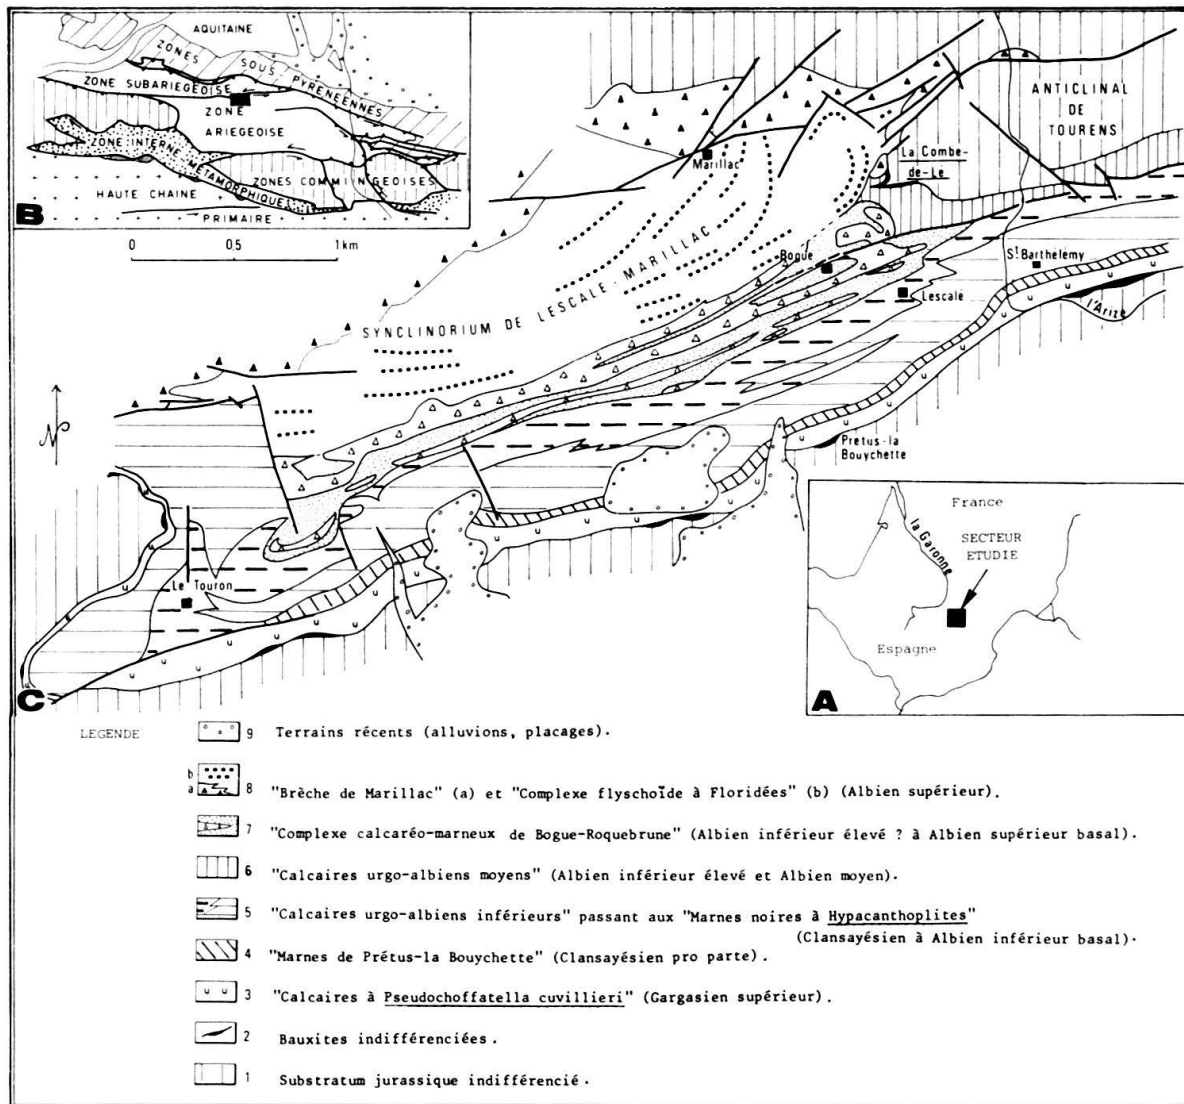 AQUITAINE
ZONES SOUS-PYRENEENNES
ZONE SUBARIEGEOISE
ZONE
ARIEGEOISE
ZONE INTERNE METAMORPHIQUE
ZONES COMMINGEOISES
HAUTE CHAINE
PRIMAIRE
B
0 05 1 km
N
ANTICLINAL
DE
TOURENS
Marillac
La Combe-
de-Le
SYNCLINORIUM DE LESCALE-MARILLAC
Bogue
St Barthélémy
Lescale
l'Arize
Prétus-la
Bouychette
Le Touron
C
France
la Garonne
SECTEUR
ETUDIE
Espagne
A
LEGENDE
9 Terrains récents (alluvions, placages).
b
a 8 "Brèche de Marillac" (a) et "Complexe flyschoïde à Floridées" (b) (Albien supérieur).
7 "Complexe calcaréo-marneux de Bogue-Roquebrune" (Albien inférieur élevé ? à Albien supérieur basal).
6 "Calcaires urgo-albiens moyens" (Albien inférieur élevé et Albien moyen).
5 "Calcaires urgo-albiens inférieurs" passant aux "Marnes noires à Hypacanthoplites"
(Clansayésien à Albien inférieur basal).
4 "Marnes de Prétus-la Bouychette" (Clansayésien pro parte).
3 "Calcaires à Pseudochoffatella cuvillieri" (Gargasien supérieur).
2 Bauxites indifférenciées.
1 Substratum jurassique indifférencié.